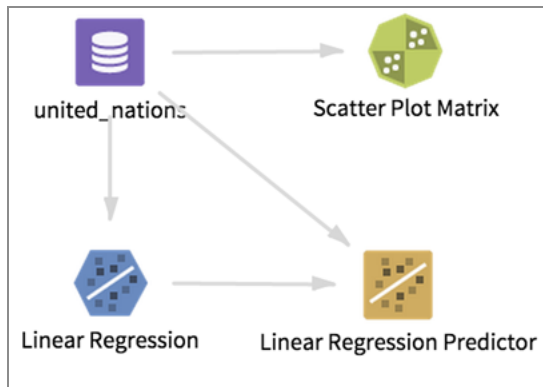 united_nations
Scatter Plot Matrix
Linear Regression
Linear Regression Predictor